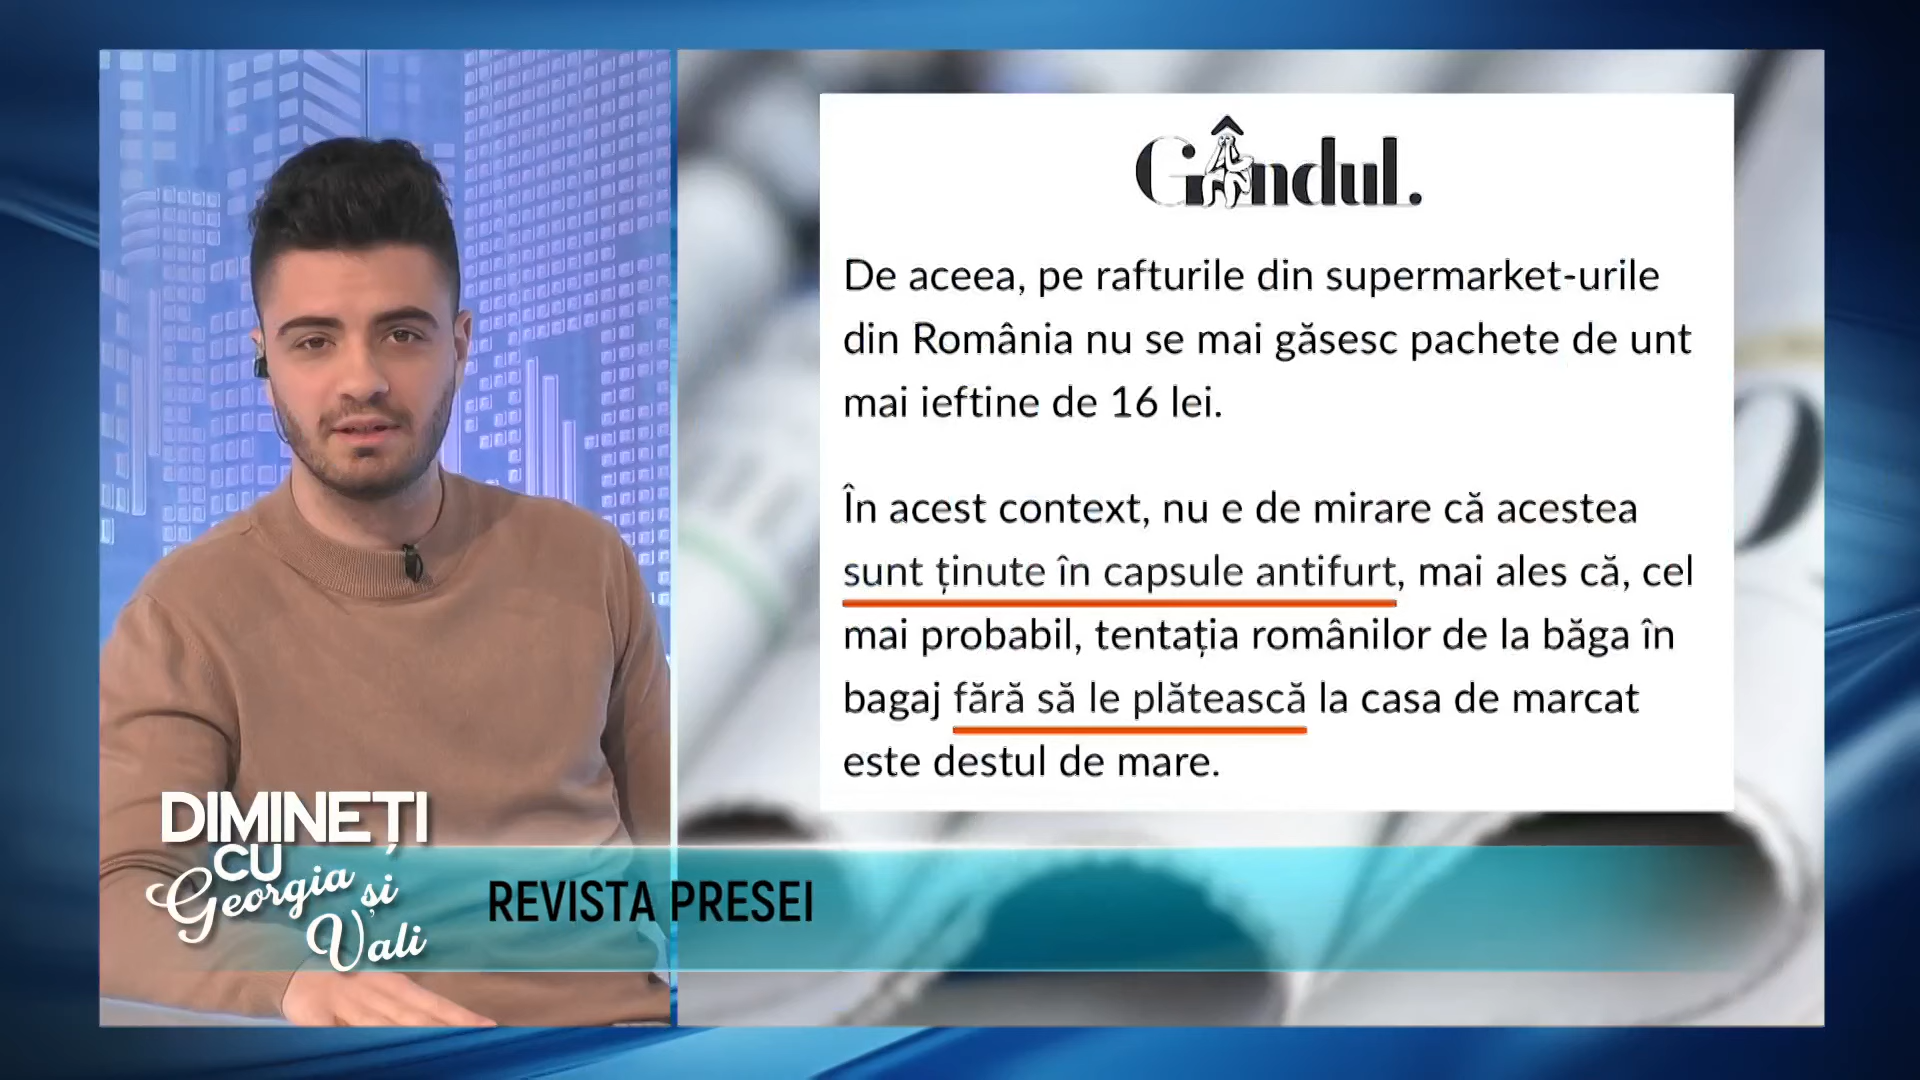 Gândul.
De aceea, pe rafturile din supermarket-urile
din România nu se mai găsesc pachete de unt
mai ieftine de 16 lei.
În acest context, nu e de mirare că acestea
sunt ținute în capsule antifurt, mai ales că, cel
mai probabil, tentația românilor de la băga în
bagaj fără să le plătească la casa de marcat
este destul de mare.
DIMINEȚI
CU
Georgia și
Vali
REVISTA PRESEI